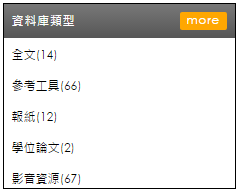 資料庫類型 more
全文(14)
參考工具(66)
報紙(12)
學位論文(2)
影音資源(67)